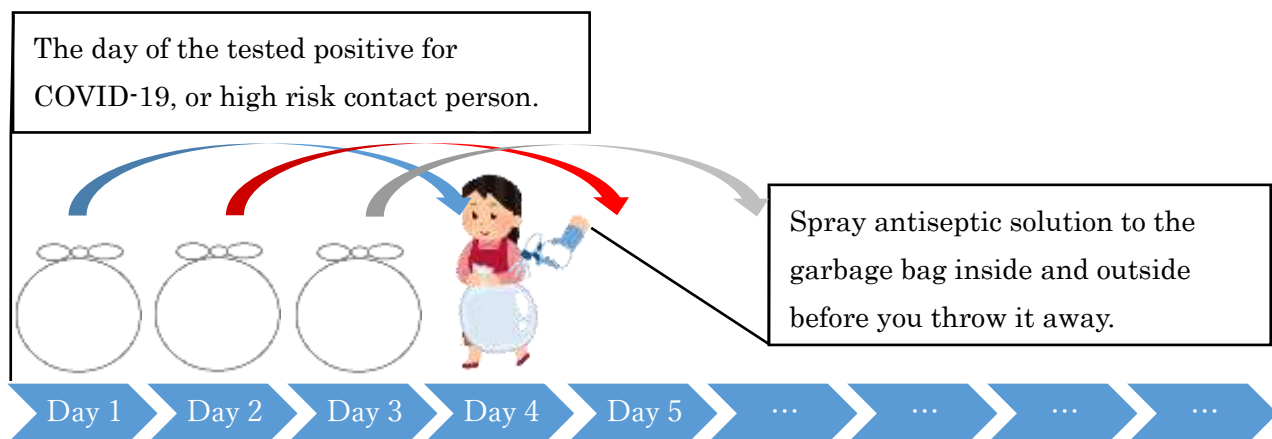 The day of the tested positive for
COVID-19, or high risk contact person.
Spray antiseptic solution to the
garbage bag inside and outside
before you throw it away.
Day 1 Day 2 Day 3 Day 4 Day 5 … … … …